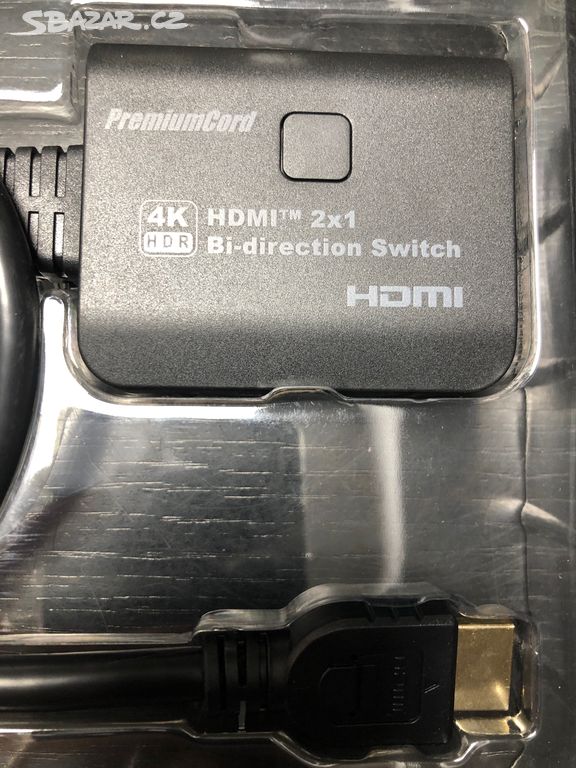 SBAZAR.CZ
PremiumCord
4K
HDR
HDMI™ 2x1
Bi-direction Switch
HDMI